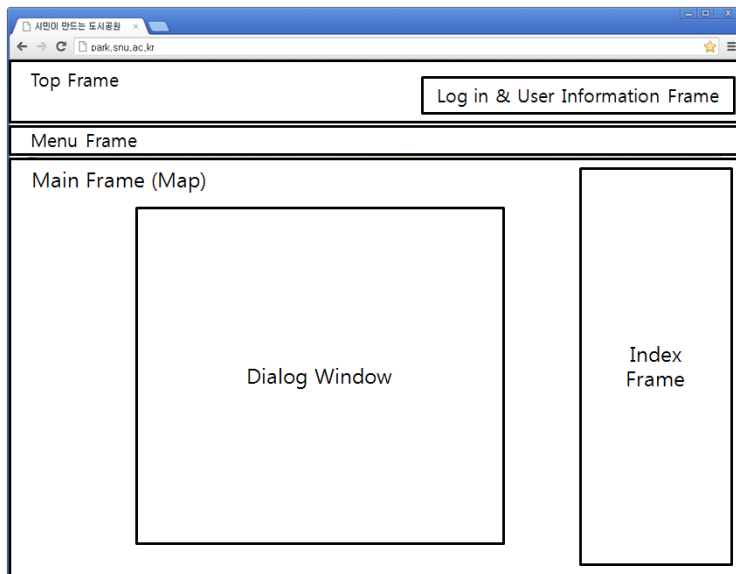 시민이 만드는 도시공원
park.snu.ac.kr
Top Frame
Log in & User Information Frame
Menu Frame
Main Frame (Map)
Dialog Window
Index
Frame